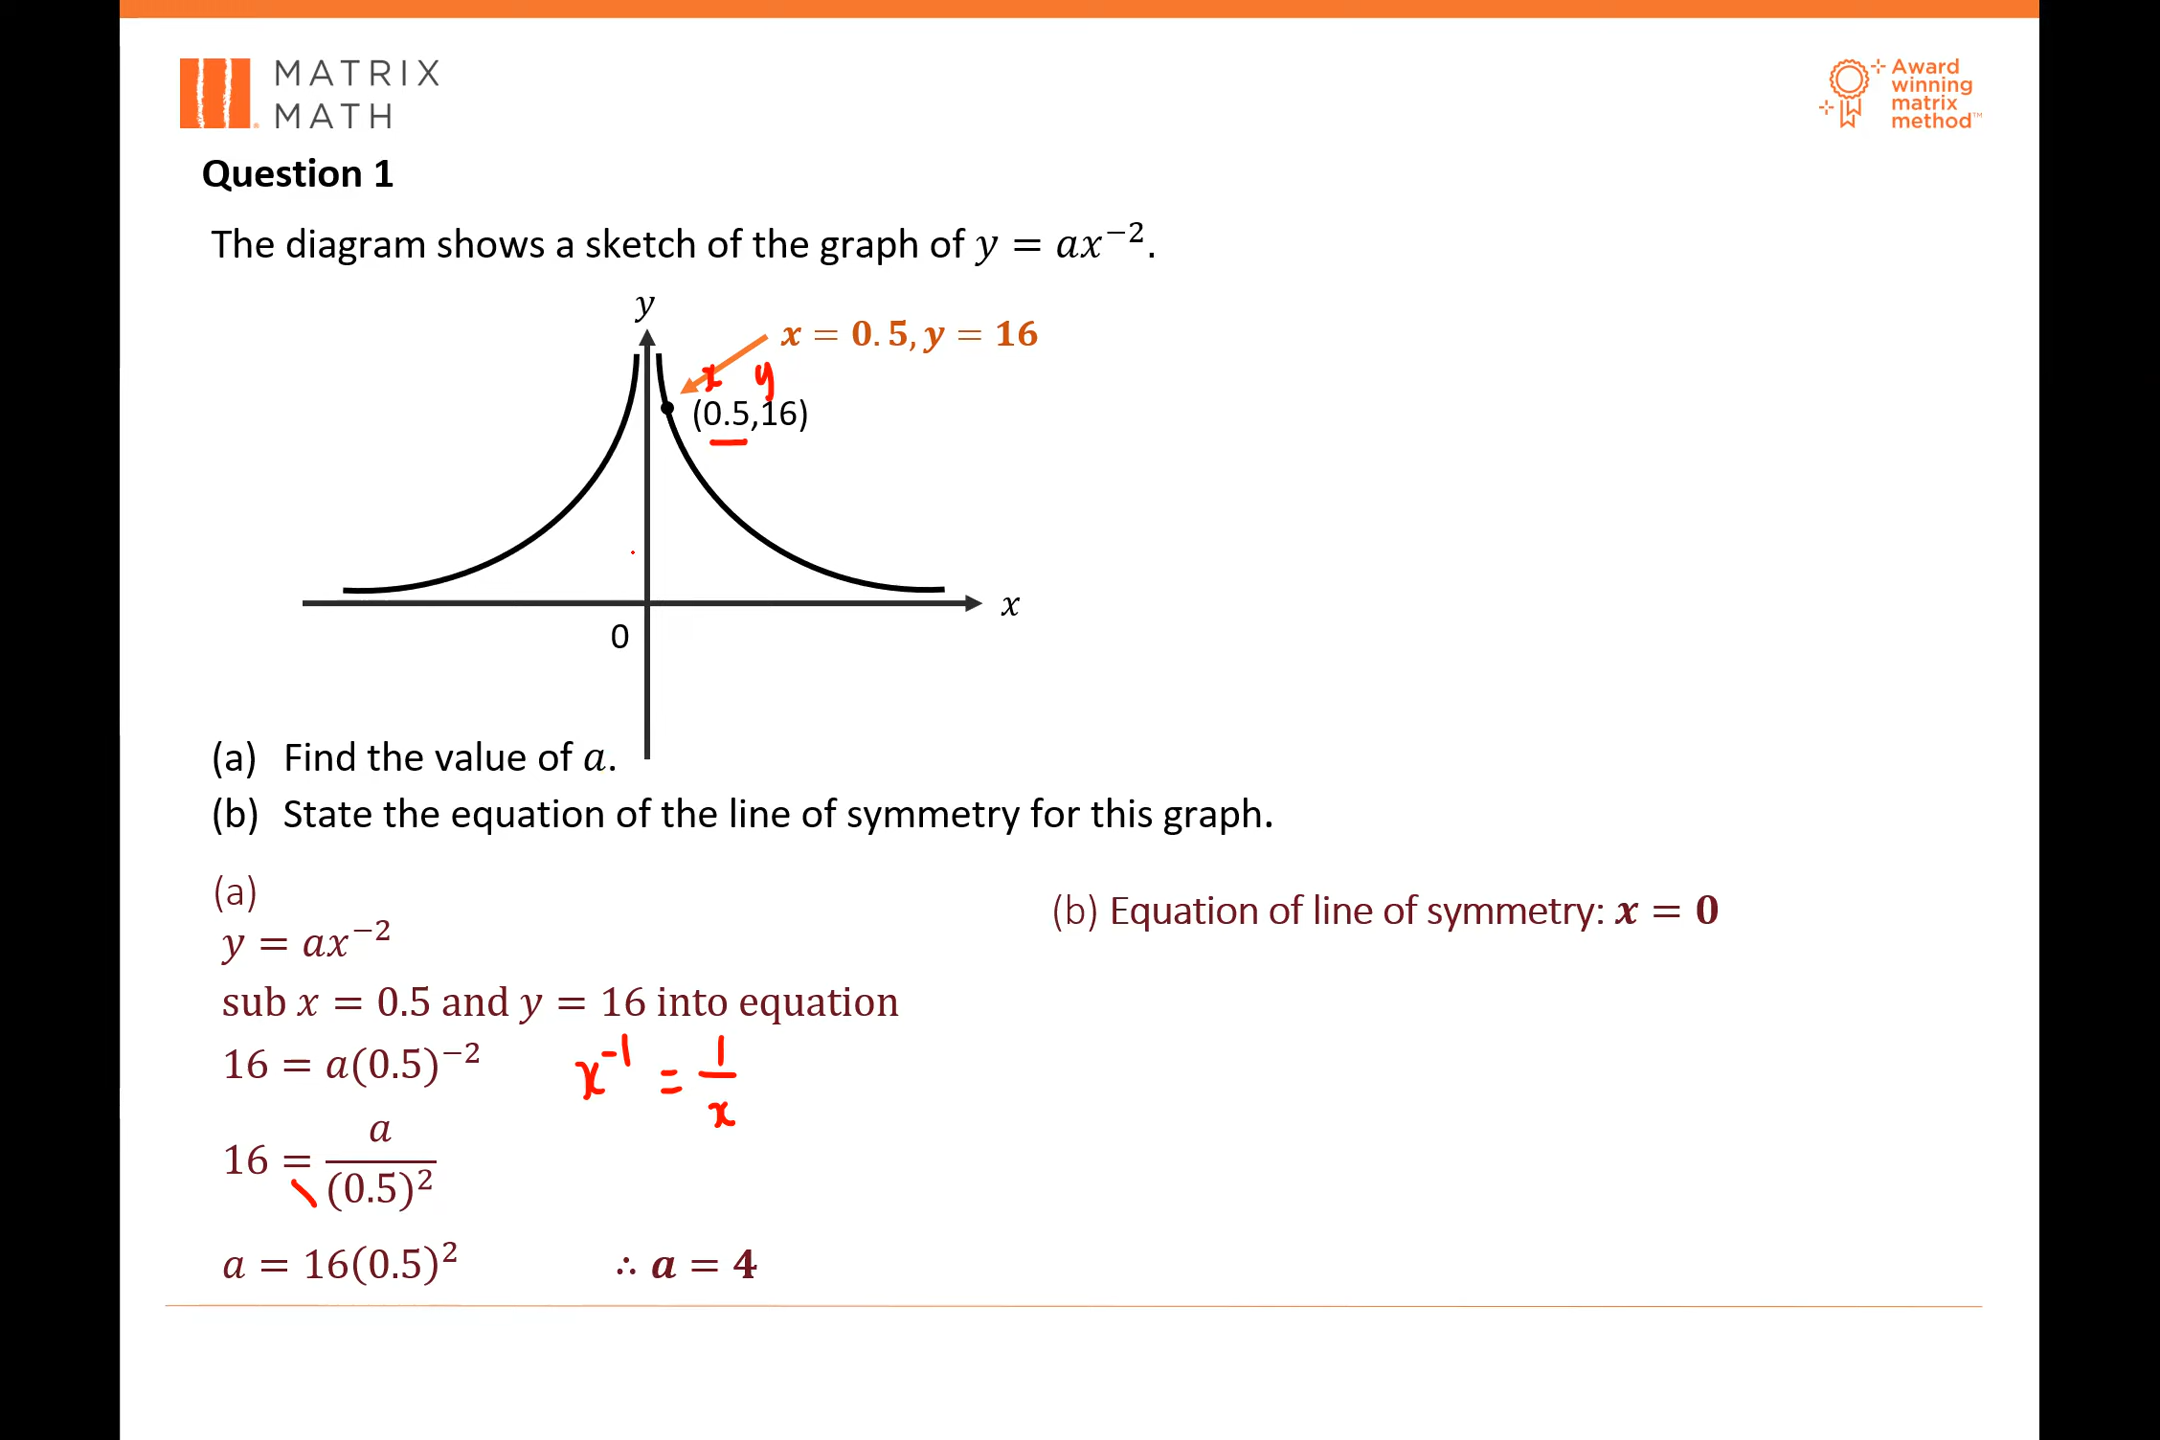 MATRIX
MATH
Award
winning
matrix
method™
Question 1
The diagram shows a sketch of the graph of y = ax⁻².
y
x = 0.5, y = 16
x y
(0.5,16)
x
0
(a) Find the value of a.
(b) State the equation of the line of symmetry for this graph.
(a)
(b) Equation of line of symmetry: x = 0
y = ax⁻²
sub x = 0.5 and y = 16 into equation
16 = a(0.5)⁻²
x⁻¹ = 1/x
16 = a/(0.5)²
a = 16(0.5)² ∴ a = 4